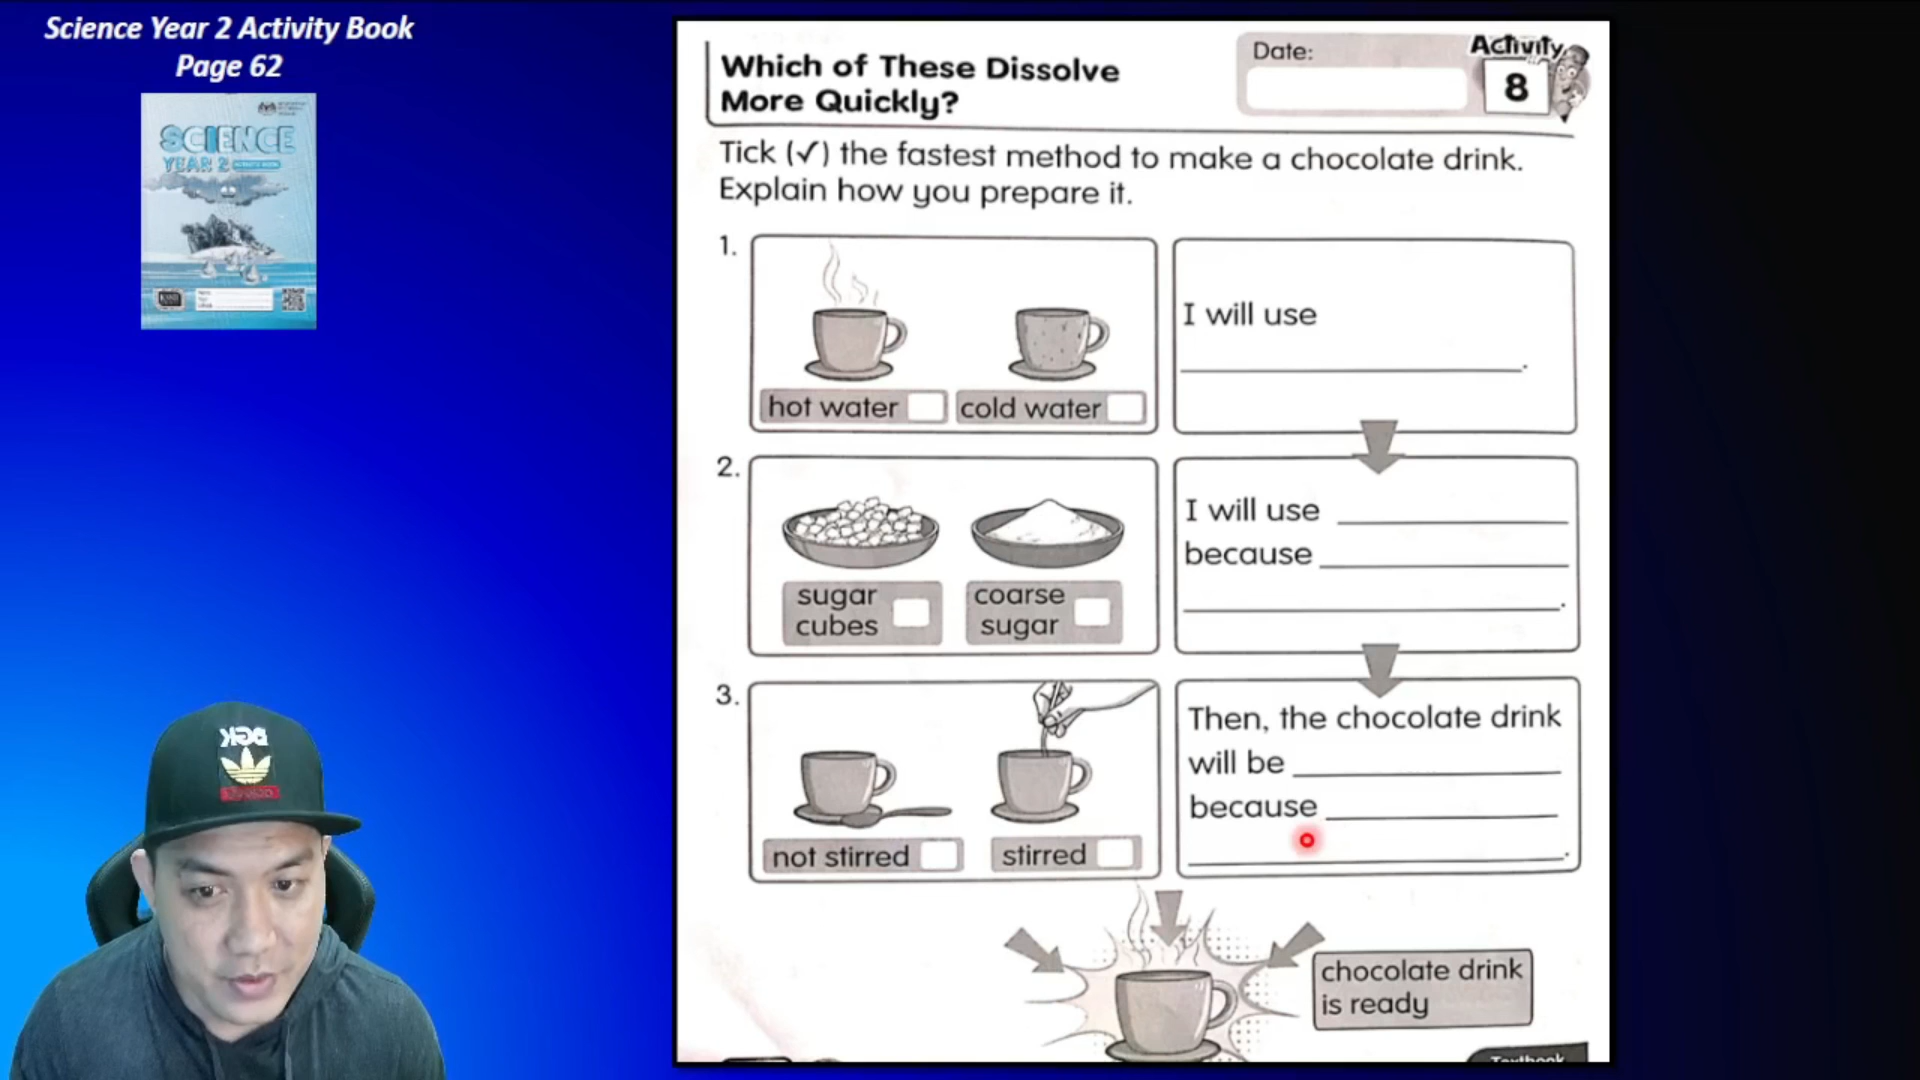 Science Year 2 Activity Book
Page 62
SCIENCE
YEAR 2
Which of These Dissolve
More Quickly?
Date:
Activity
8
Tick (✓) the fastest method to make a chocolate drink.
Explain how you prepare it.
1.
hot water
cold water
I will use
.
2.
sugar
cubes
coarse
sugar
I will use
because
.
3.
not stirred
stirred
Then, the chocolate drink
will be
because
.
chocolate drink
is ready
Textbook